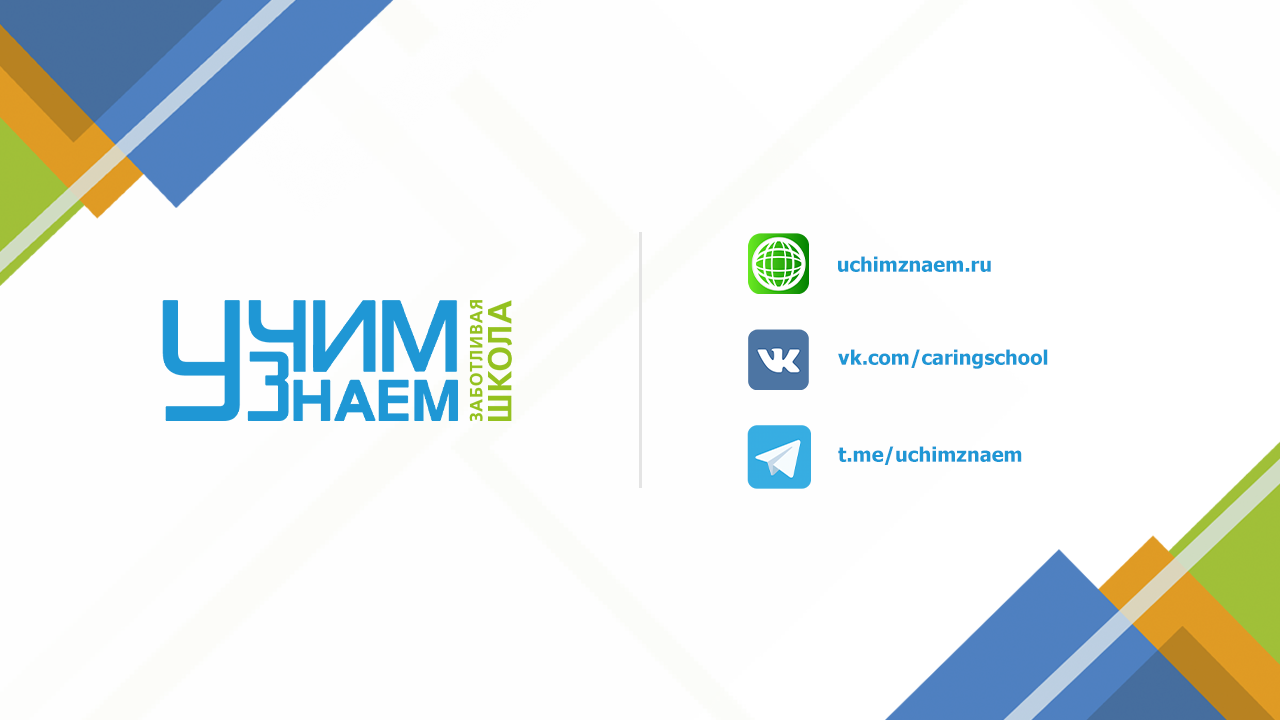 УЧИМ
ЗНАЕМ
ЗАБОТЛИВАЯ
ШКОЛА
uchimznaem.ru
vk.com/caringschool
t.me/uchimznaem